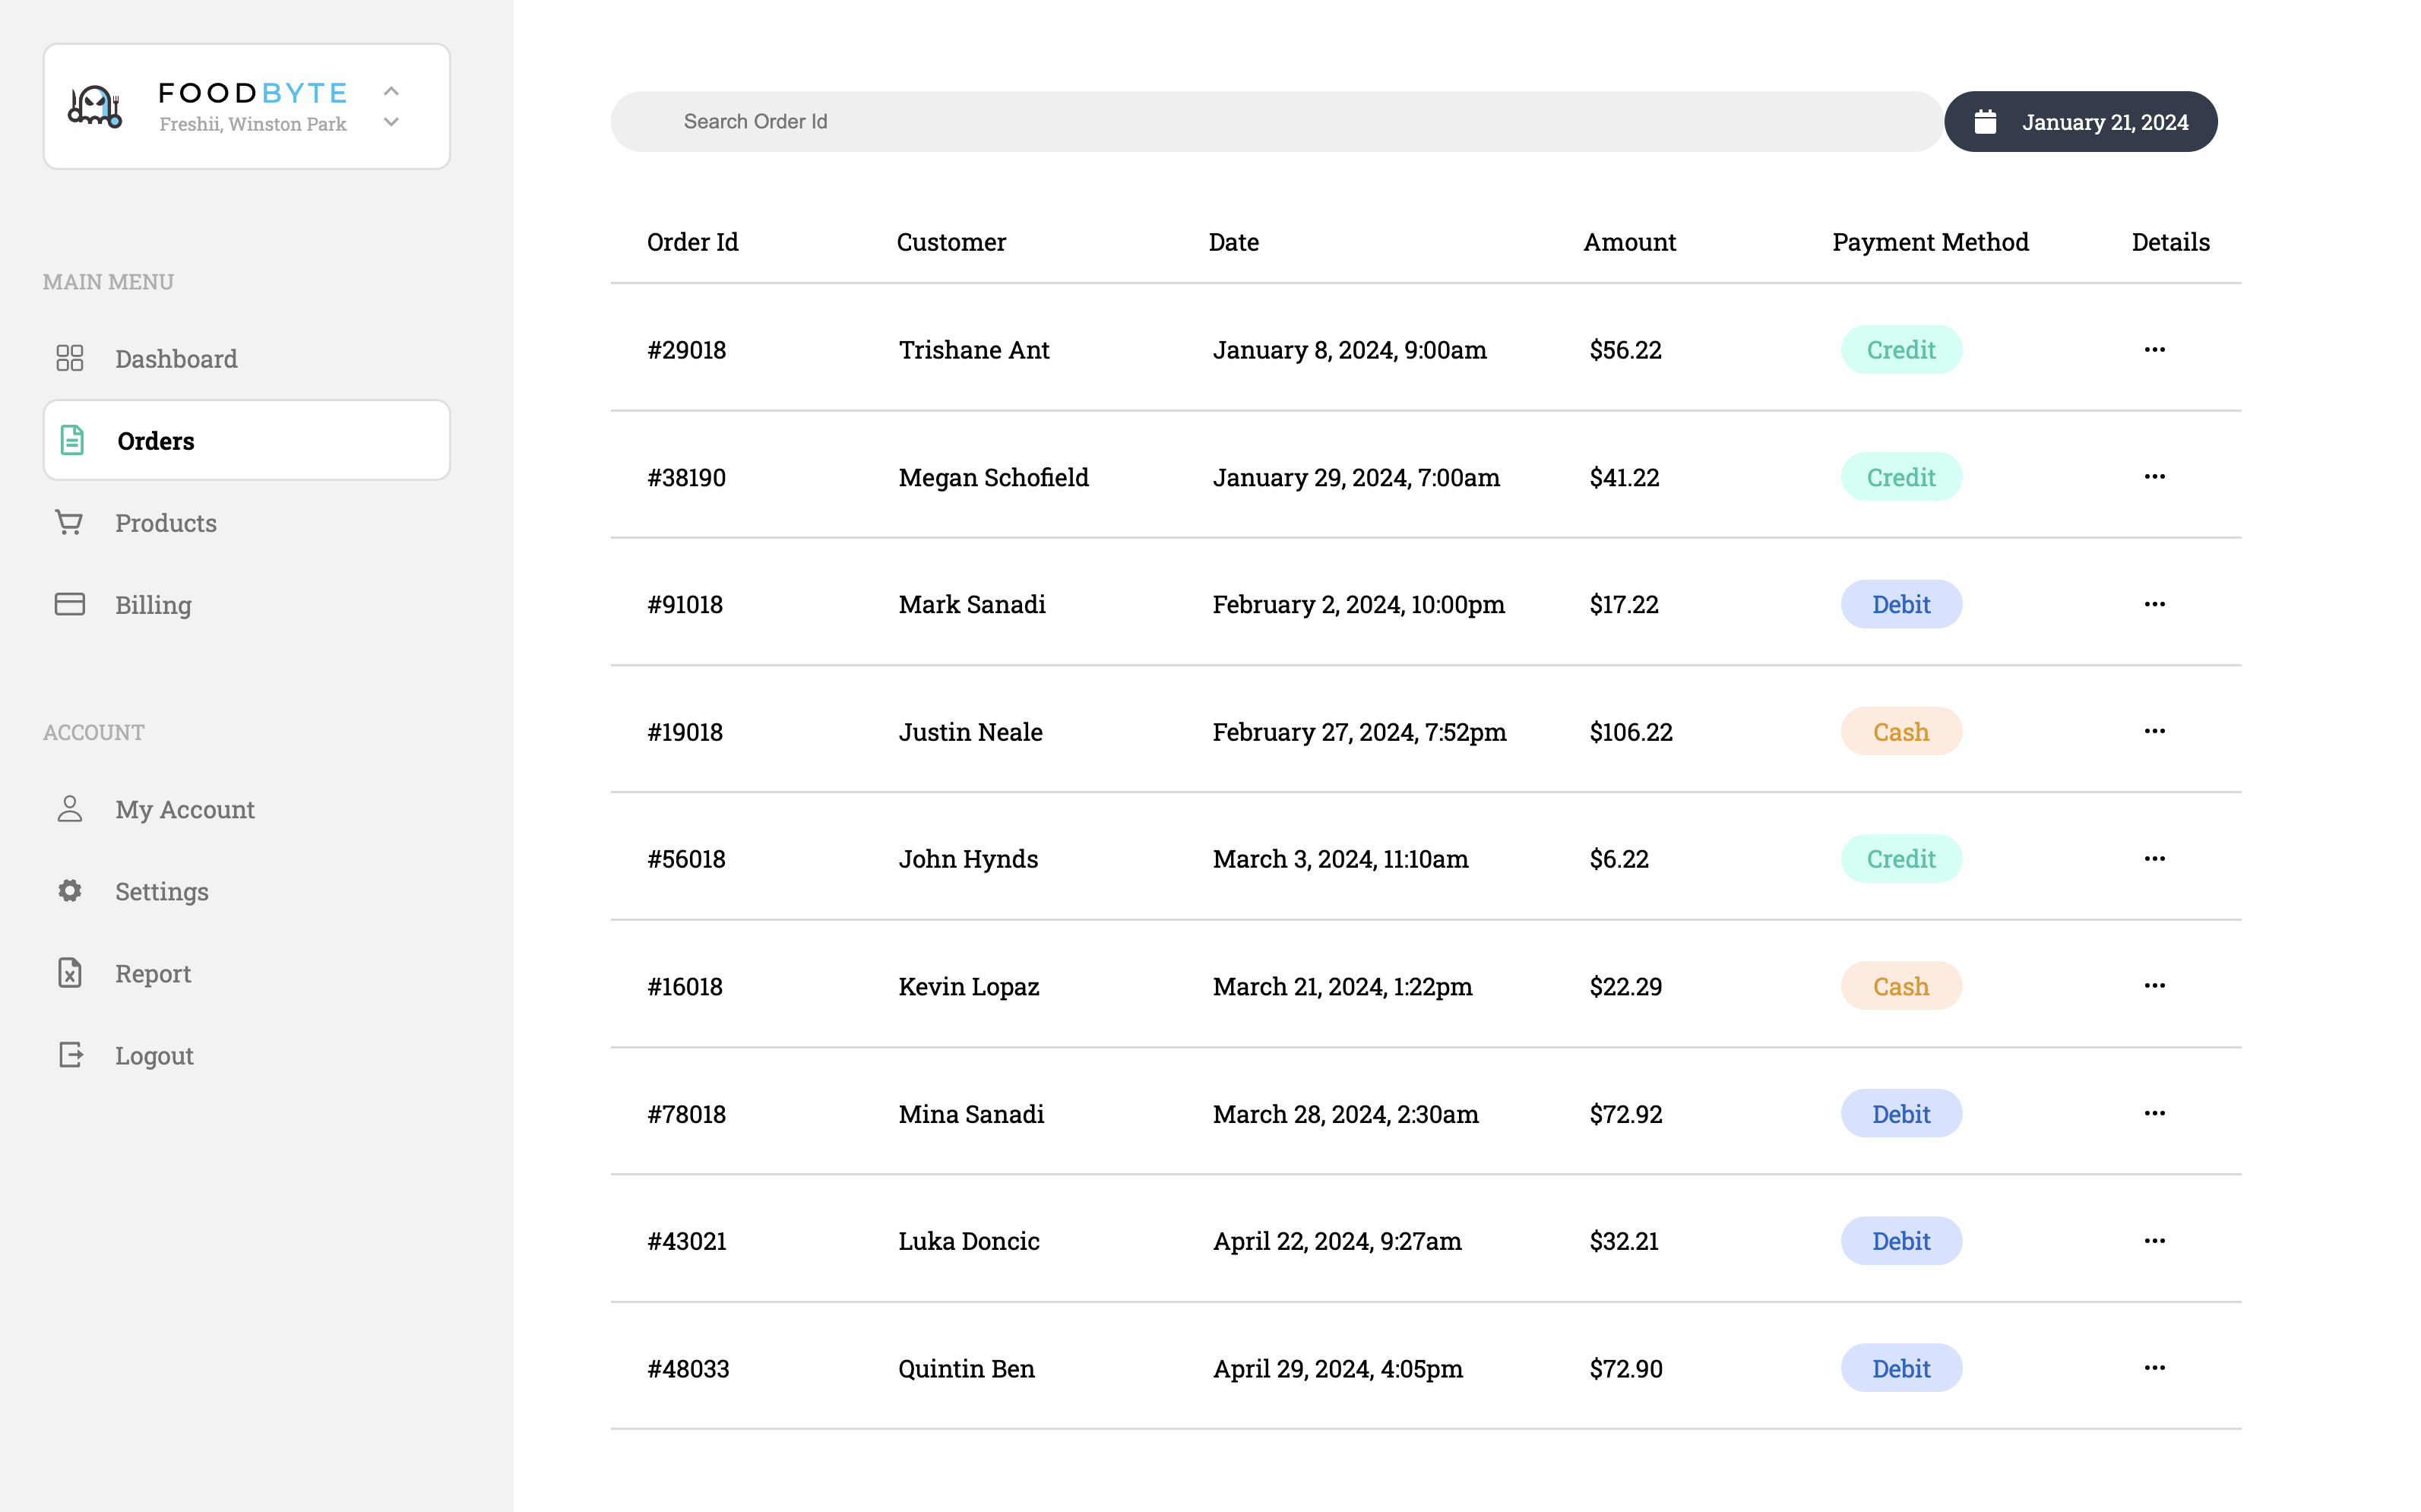 FOODBYTE
Freshii, Winston Park
MAIN MENU
Dashboard
Orders
Products
Billing
ACCOUNT
My Account
Settings
Report
Logout
Search Order Id
January 21, 2024
Order Id Customer Date Amount Payment Method Details
#29018 Trishane Ant January 8, 2024, 9:00am $56.22 Credit ...
#38190 Megan Schofield January 29, 2024, 7:00am $41.22 Credit ...
#91018 Mark Sanadi February 2, 2024, 10:00pm $17.22 Debit ...
#19018 Justin Neale February 27, 2024, 7:52pm $106.22 Cash ...
#56018 John Hynds March 3, 2024, 11:10am $6.22 Credit ...
#16018 Kevin Lopaz March 21, 2024, 1:22pm $22.29 Cash ...
#78018 Mina Sanadi March 28, 2024, 2:30am $72.92 Debit ...
#43021 Luka Doncic April 22, 2024, 9:27am $32.21 Debit ...
#48033 Quintin Ben April 29, 2024, 4:05pm $72.90 Debit ...